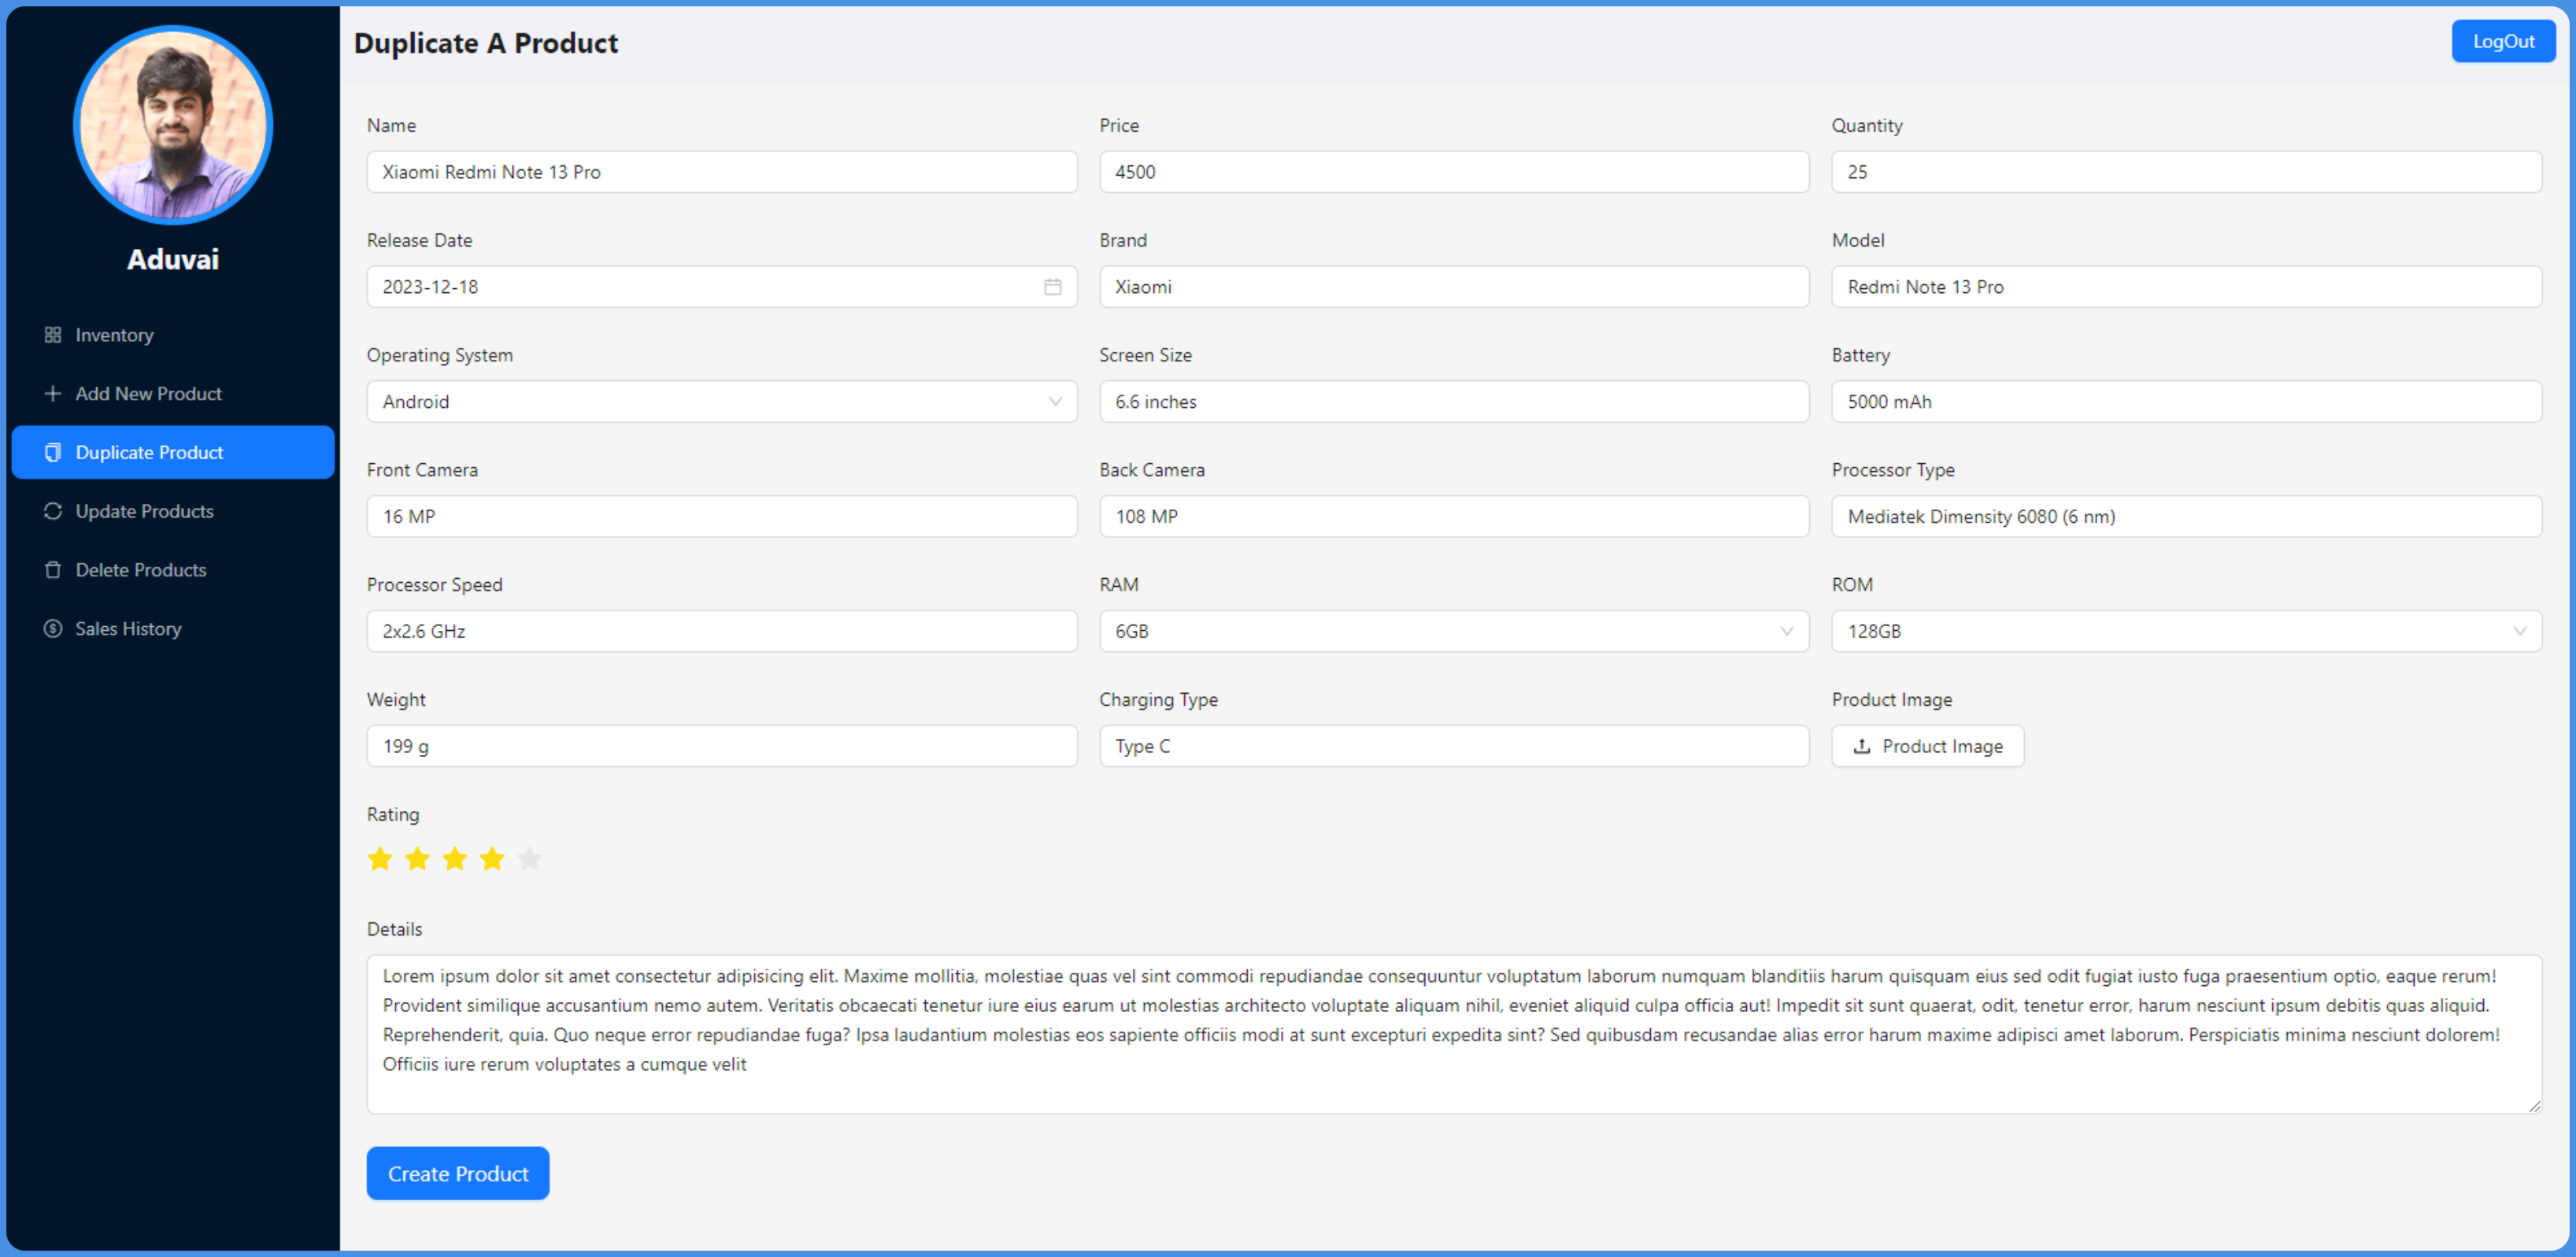 Aduvai
Inventory
Add New Product
Duplicate Product
Update Products
Delete Products
Sales History
Duplicate A Product
LogOut
Name
Xiaomi Redmi Note 13 Pro
Price
4500
Quantity
25
Release Date
2023-12-18
Brand
Xiaomi
Model
Redmi Note 13 Pro
Operating System
Android
Screen Size
6.6 inches
Battery
5000 mAh
Front Camera
16 MP
Back Camera
108 MP
Processor Type
Mediatek Dimensity 6080 (6 nm)
Processor Speed
2x2.6 GHz
RAM
6GB
ROM
128GB
Weight
199 g
Charging Type
Type C
Product Image
Product Image
Rating
Details
Lorem ipsum dolor sit amet consectetur adipisicing elit. Maxime mollitia, molestiae quas vel sint commodi repudiandae consequuntur voluptatum laborum numquam blanditiis harum quisquam eius sed odit fugiat iusto fuga praesentium optio, eaque rerum!
Provident similique accusantium nemo autem. Veritatis obcaecati tenetur iure eius earum ut molestias architecto voluptate aliquam nihil, eveniet aliquid culpa officia aut! Impedit sit sunt quaerat, odit, tenetur error, harum nesciunt ipsum debitis quas aliquid.
Reprehenderit, quia. Quo neque error repudiandae fuga? Ipsa laudantium molestias eos sapiente officiis modi at sunt excepturi expedita sint? Sed quibusdam recusandae alias error harum maxime adipisci amet laborum. Perspiciatis minima nesciunt dolorem!
Officiis iure rerum voluptates a cumque velit
Create Product